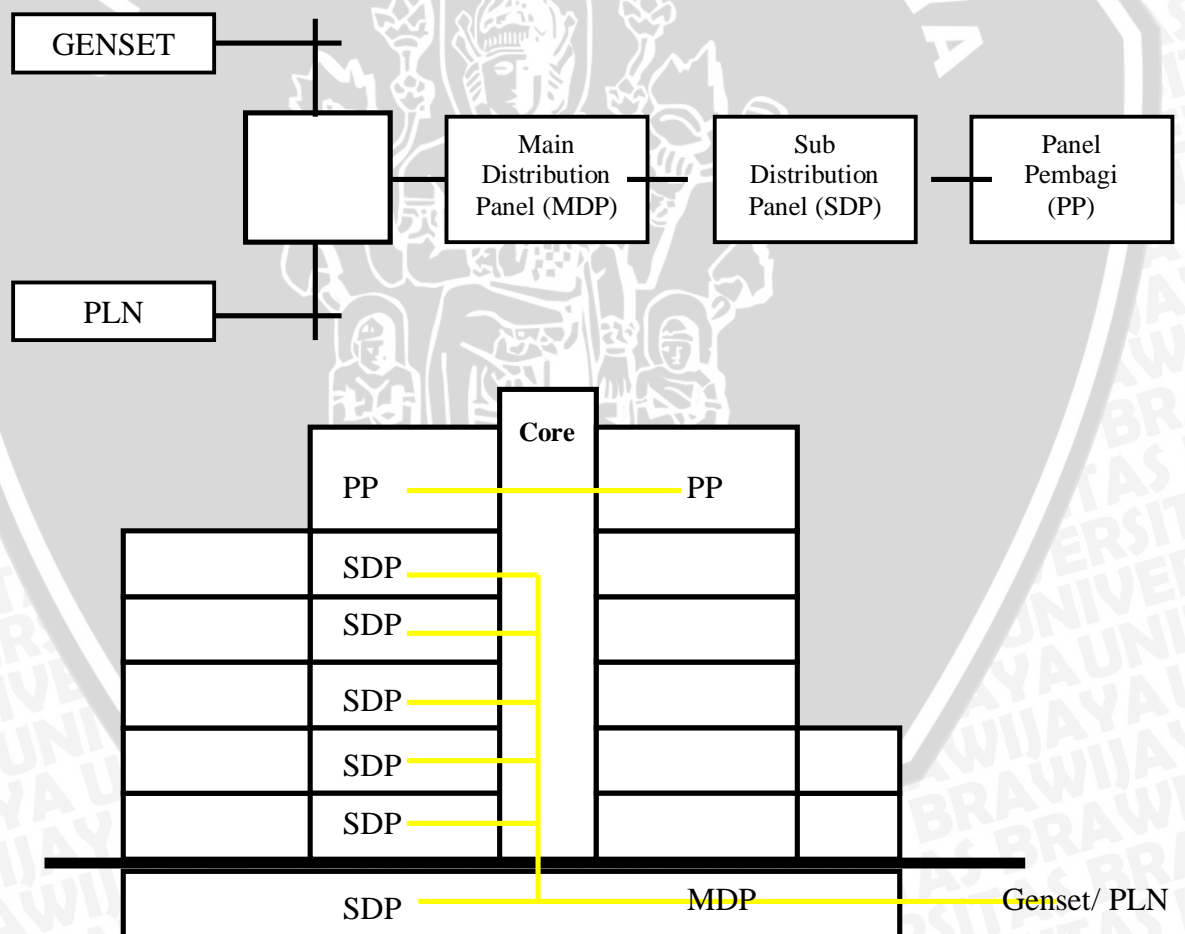 GENSET
Main
Distribution
Panel (MDP)
Sub
Distribution
Panel (SDP)
Panel
Pembagi
(PP)
PLN
Core
PP
PP
SDP
SDP
SDP
SDP
SDP
SDP
MDP
Genset/ PLN